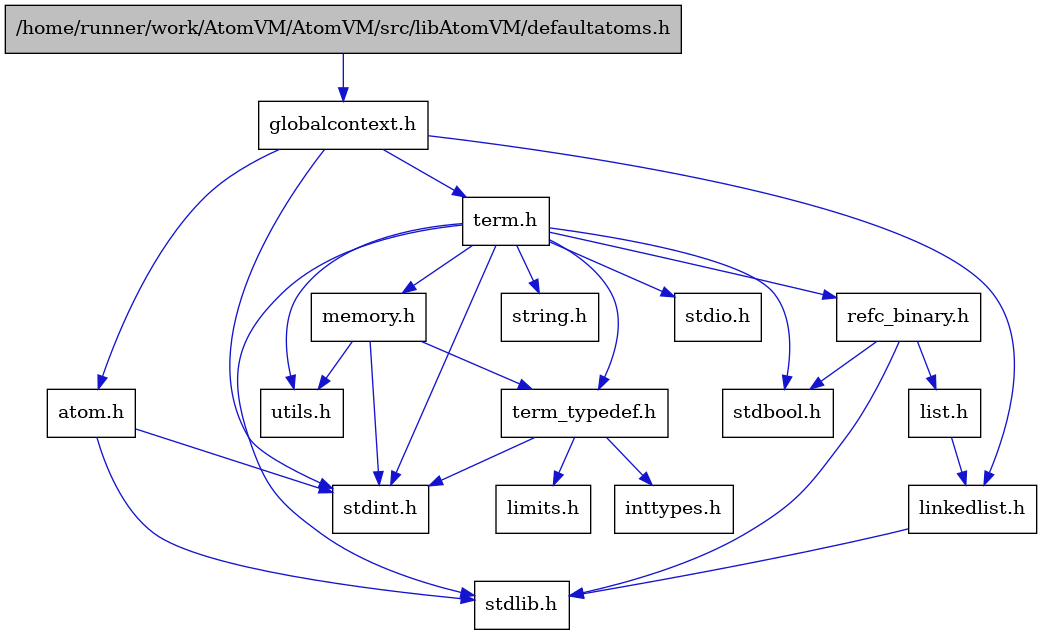 /home/runner/work/AtomVM/AtomVM/src/libAtomVM/defaultatoms.h
globalcontext.h
term.h
memory.h
string.h
stdio.h
refc_binary.h
atom.h
utils.h
term_typedef.h
stdbool.h
list.h
stdint.h
limits.h
inttypes.h
linkedlist.h
stdlib.h